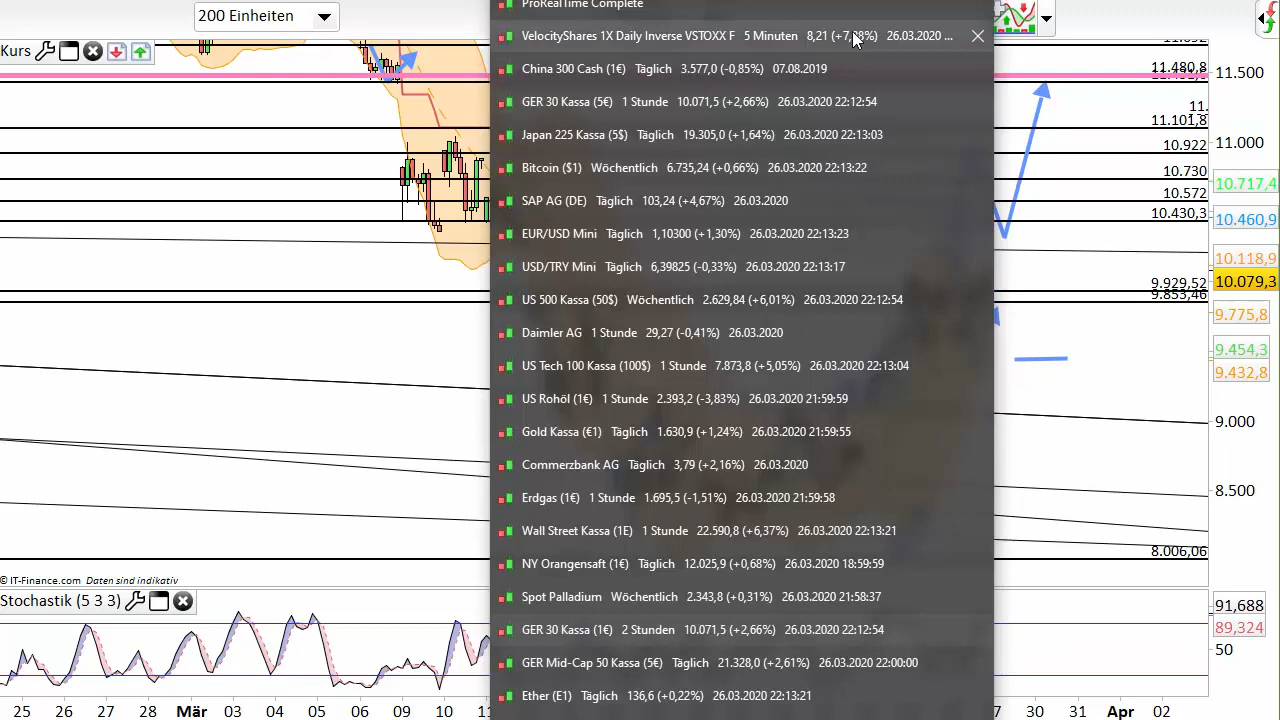 ProRealTime Complete
200 Einheiten
Kurs
VelocityShares 1X Daily Inverse VSTOXX F 5 Minuten 8,21 26.03.2020 ...
China 300 Cash (1€) Täglich 3.577,0 (-0,85%) 07.08.2019
GER 30 Kassa (5€) 1 Stunde 10.071,5 (+2,66%) 26.03.2020 22:12:54
Japan 225 Kassa (5$) Täglich 19.305,0 (+1,64%) 26.03.2020 22:13:03
Bitcoin ($1) Wöchentlich 6.735,24 (+0,66%) 26.03.2020 22:13:22
SAP AG (DE) Täglich 103,24 (+4,67%) 26.03.2020
EUR/USD Mini Täglich 1,10300 (+1,30%) 26.03.2020 22:13:23
USD/TRY Mini Täglich 6,39825 (-0,33%) 26.03.2020 22:13:17
US 500 Kassa (50$) Wöchentlich 2.629,84 (+6,01%) 26.03.2020 22:12:54
Daimler AG 1 Stunde 29,27 (-0,41%) 26.03.2020
US Tech 100 Kassa (100$) 1 Stunde 7.873,8 (+5,05%) 26.03.2020 22:13:04
US Rohöl (1€) 1 Stunde 2.393,2 (-3,83%) 26.03.2020 21:59:59
Gold Kassa (€1) Täglich 1.630,9 (+1,24%) 26.03.2020 21:59:55
Commerzbank AG Täglich 3,79 (+2,16%) 26.03.2020
Erdgas (1€) 1 Stunde 1.695,5 (-1,51%) 26.03.2020 21:59:58
Wall Street Kassa (1E) 1 Stunde 22.590,8 (+6,37%) 26.03.2020 22:13:21
NY Orangensaft (1€) Täglich 12.025,9 (+0,68%) 26.03.2020 18:59:59
Spot Palladium Wöchentlich 2.343,8 (+0,31%) 26.03.2020 21:58:37
GER 30 Kassa (1€) 2 Stunden 10.071,5 (+2,66%) 26.03.2020 22:12:54
GER Mid-Cap 50 Kassa (5€) Täglich 21.328,0 (+2,61%) 26.03.2020 22:00:00
Ether (E1) Täglich 136,6 (+0,22%) 26.03.2020 22:13:21
11.480,8
11.
11.101,8
10.922
10.730
10.572
10.430,3
9.929,52
9.853,46
8.006,06
11.500
11.000
10.717,4
10.460,9
10.118,9
10.079,3
9.775,8
9.454,3
9.432,8
9.000
8.500
© IT-Finance.com Daten sind indikativ
Stochastik (5 3 3)
91,688
89,324
50
25 26 27 28 Mär 03 04 05 06 09 10 30 31 Apr 02